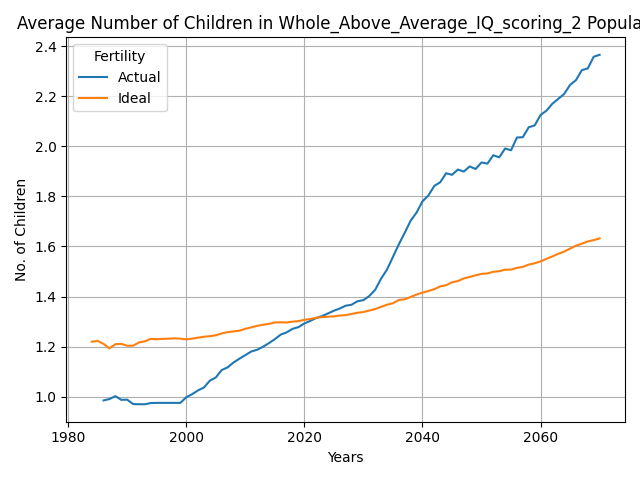 Average Number of Children in Whole_Above_Average_IQ_scoring_2 Popula
Fertility
Actual
Ideal
2.4
2.2
2.0
1.8
1.6
1.4
1.2
1.0
No. of Children
1980 2000 2020 2040 2060
Years